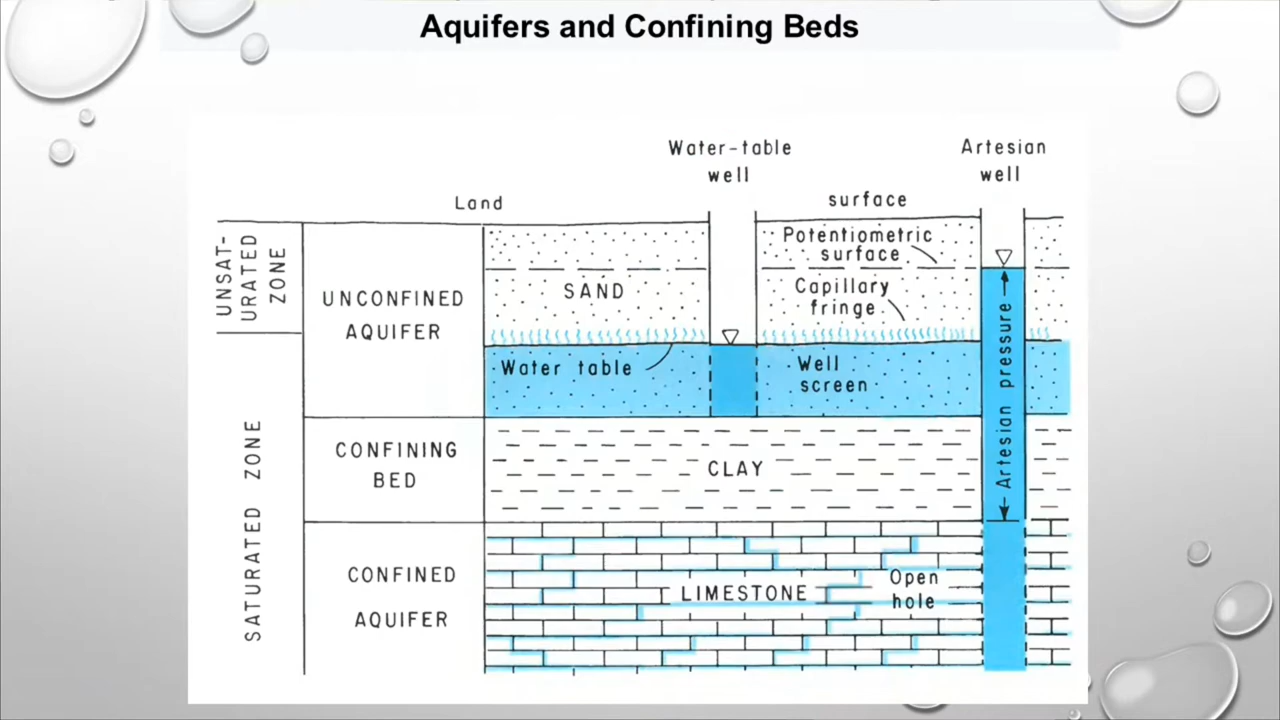 Aquifers and Confining Beds
Water-table
well
Artesian
well
Land
surface
UNSAT-
URATED
ZONE
UNCONFINED
AQUIFER
SAND
Potentiometric
surface
Capillary
fringe
Water table
Well
screen
Artesian pressure
SATURATED ZONE
CONFINING
BED
CLAY
CONFINED
AQUIFER
LIMESTONE
Open
hole